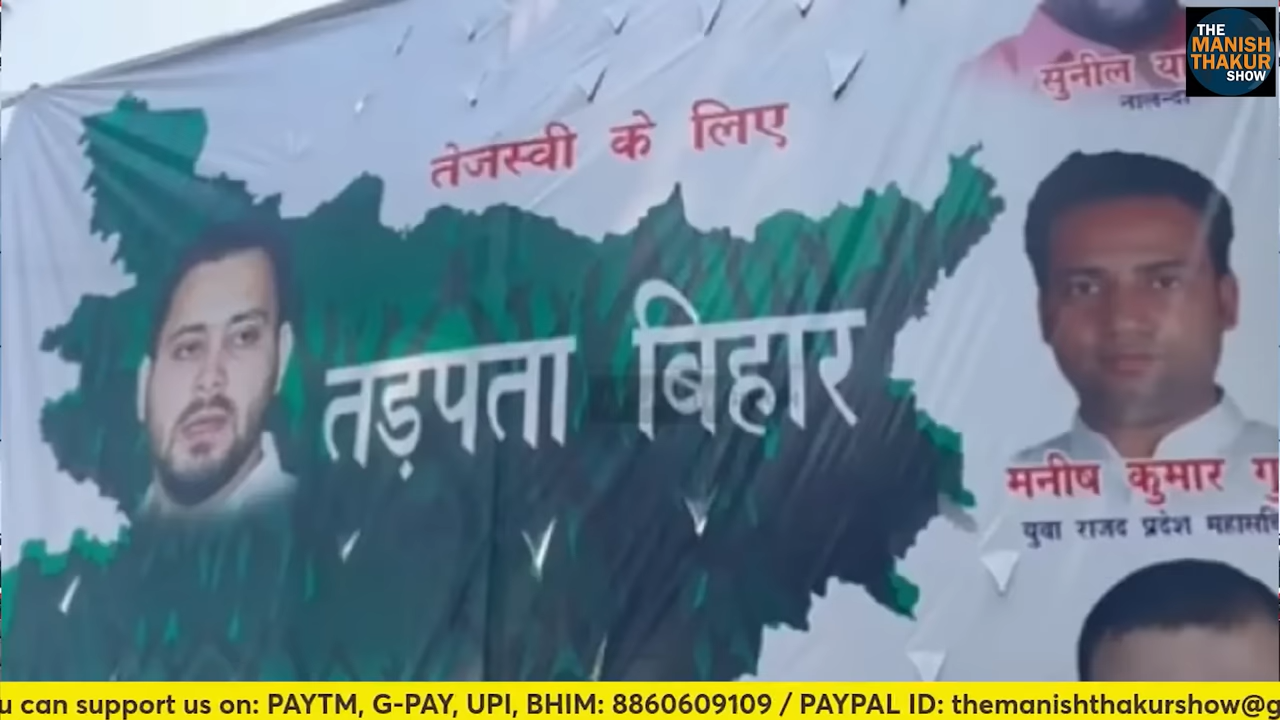 THE
MANISH
THAKUR
SHOW
सुनील
नालन्दा
तेजस्वी के लिए
तड़पता बिहार
मनीष कुमार
युवा राजद प्रदेश
u can support us on: PAYTM, G-PAY, UPI, BHIM: 8860609109 / PAYPAL ID: themanishthakurshow@g